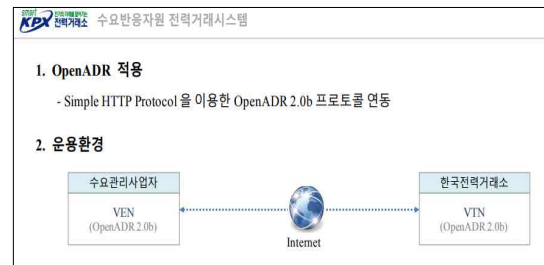 smart
KPX 전력거래소 수요반응자원 전력거래시스템
1. OpenADR 적용
- Simple HTTP Protocol 을 이용한 OpenADR 2.0b 프로토콜 연동
2. 운용환경
수요관리사업자
VEN
(OpenADR 2.0b)
Internet
한국전력거래소
VTN
(OpenADR 2.0b)